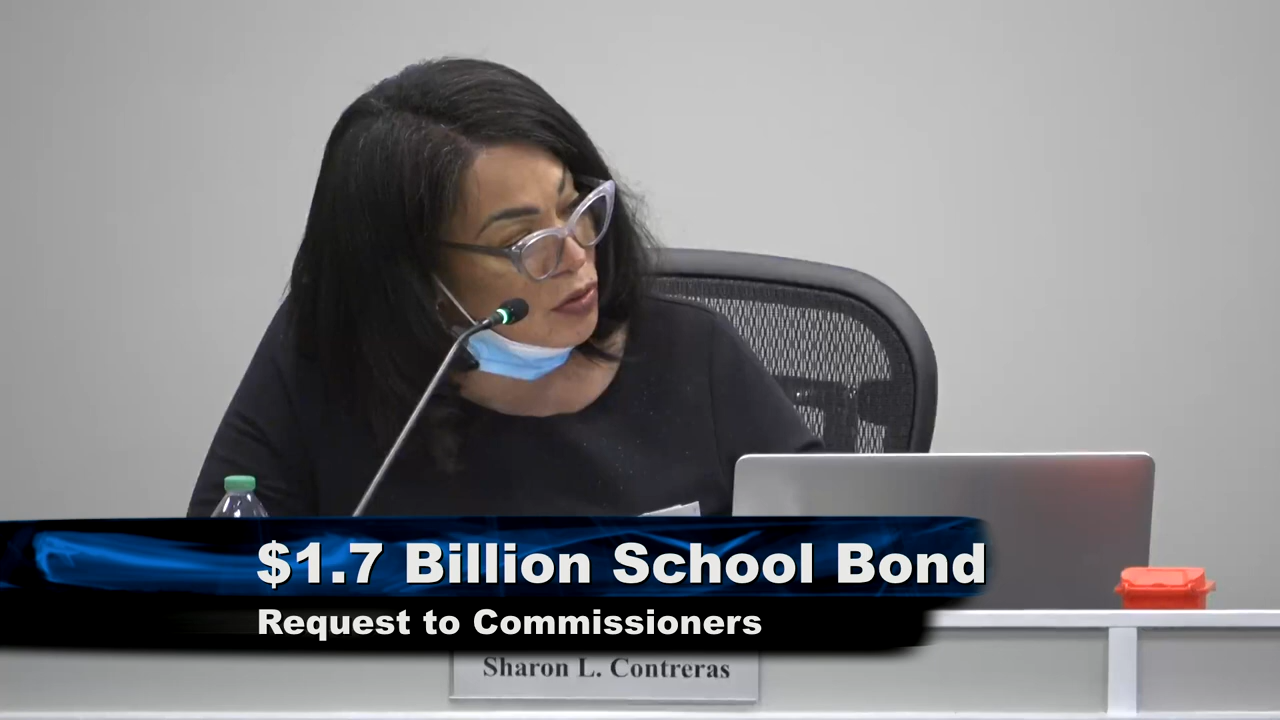 $1.7 Billion School Bond
Request to Commissioners
Sharon L. Contreras